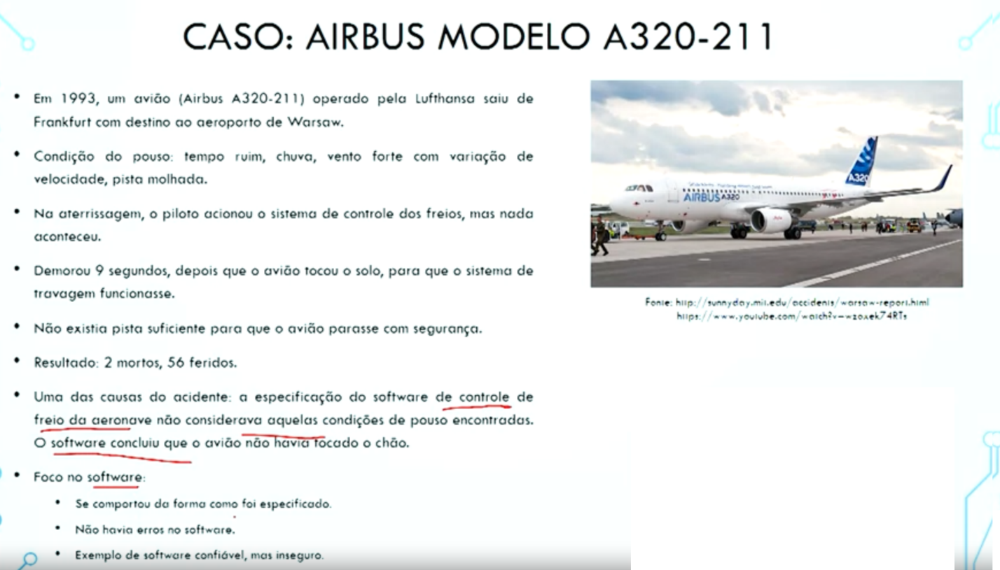 CASO: AIRBUS MODELO A320-211
• Em 1993, um avião (Airbus A320-211) operado pela Lufthansa saiu de
Frankfurt com destino ao aeroporto de Warsaw.
• Condição do pouso: tempo ruim, chuva, vento forte com variação de
velocidade, pista molhada.
• Na aterrissagem, o piloto acionou o sistema de controle dos freios, mas nada
aconteceu.
• Demorou 9 segundos, depois que o avião tocou o solo, para que o sistema de
travagem funcionasse.
• Não existia pista suficiente para que o avião parasse com segurança.
• Resultado: 2 mortos, 56 feridos.
• Uma das causas do acidente: a especificação do software de controle de
freio da aeronave não considerava aquelas condições de pouso encontradas.
O software concluiu que o avião não havia tocado o chão.
• Foco no software:
• Se comportou da forma como foi especificado.
• Não havia erros no software.
• Exemplo de software confiável, mas inseguro.
A320
AIRBUS A320
Fonte: http://sunnyday.mit.edu/accidents/warsaw-report.html